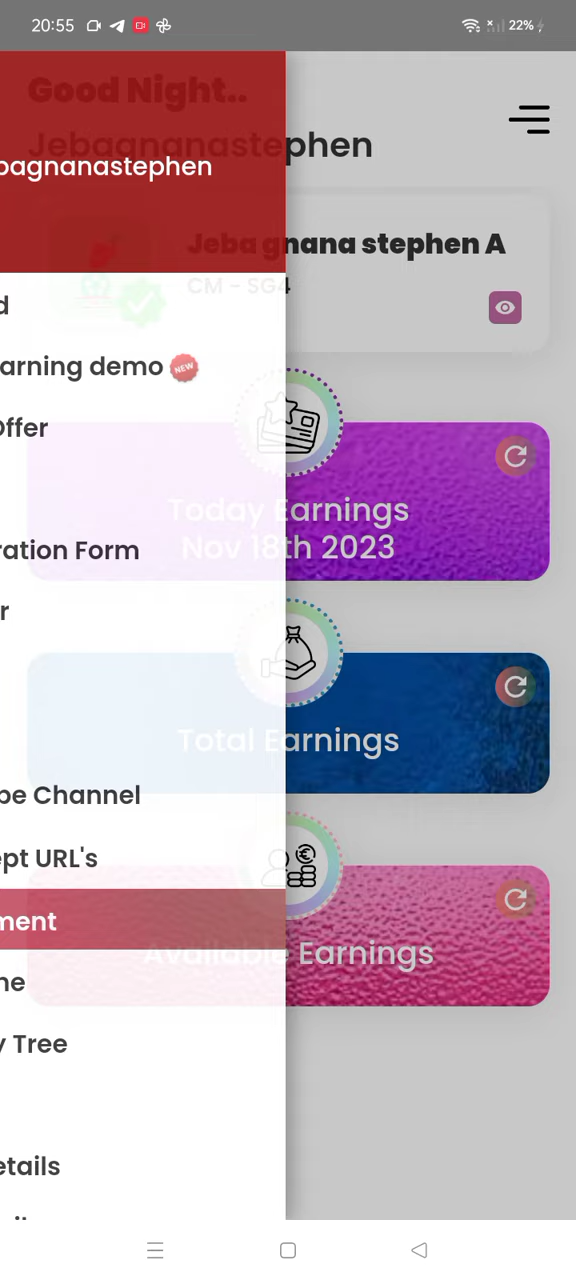 20:55
22%
Good Night..
Jebagnanastephen
bagnanastephen
Jeba gnana stephen A
CM - SG4
d
arning demo NEW
Offer
Today Earnings
Nov 18th 2023
ration Form
r
Total Earnings
be Channel
ept URL's
ment
Available Earnings
ne
y Tree
etails